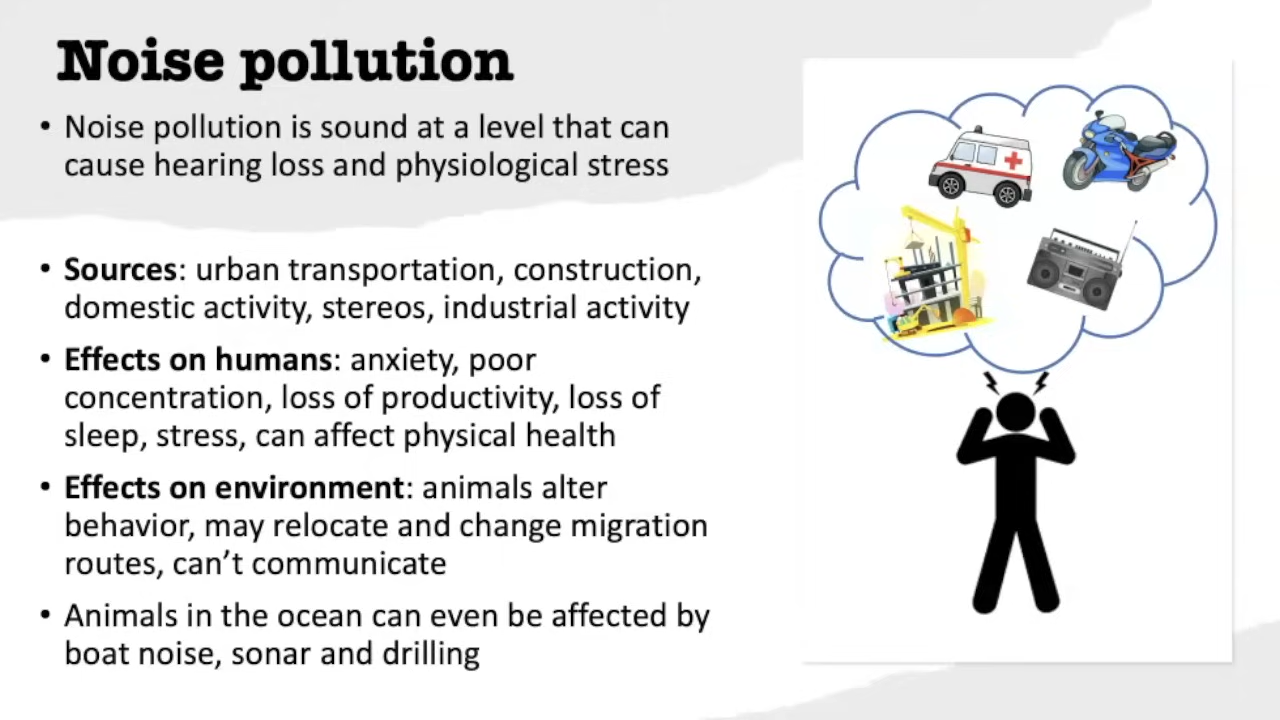 Noise pollution
• Noise pollution is sound at a level that can
cause hearing loss and physiological stress
• Sources: urban transportation, construction,
domestic activity, stereos, industrial activity
• Effects on humans: anxiety, poor
concentration, loss of productivity, loss of
sleep, stress, can affect physical health
• Effects on environment: animals alter
behavior, may relocate and change migration
routes, can’t communicate
• Animals in the ocean can even be affected by
boat noise, sonar and drilling